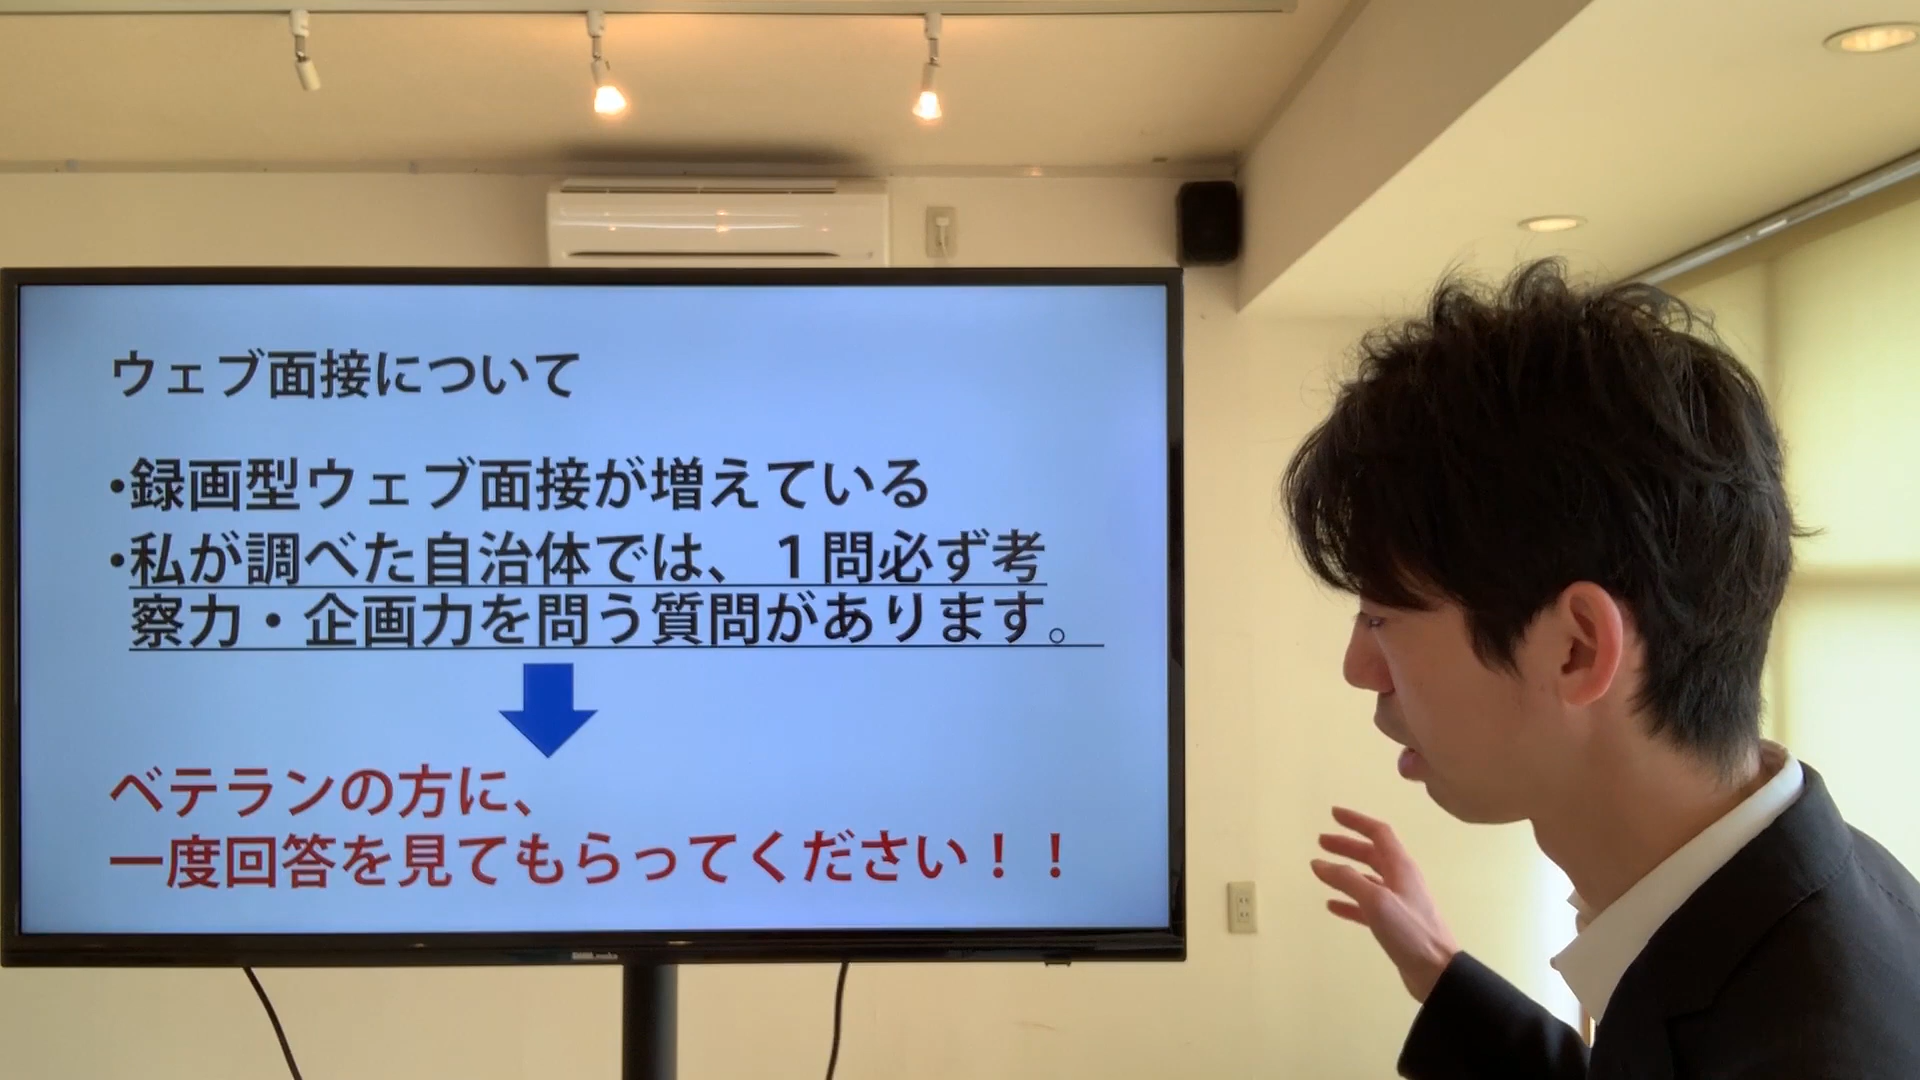 ウェブ面接について
•録画型ウェブ面接が増えている
•私が調べた自治体では、１問必ず考
察力・企画力を問う質問があります。
ベテランの方に、
一度回答を見てもらってください！！